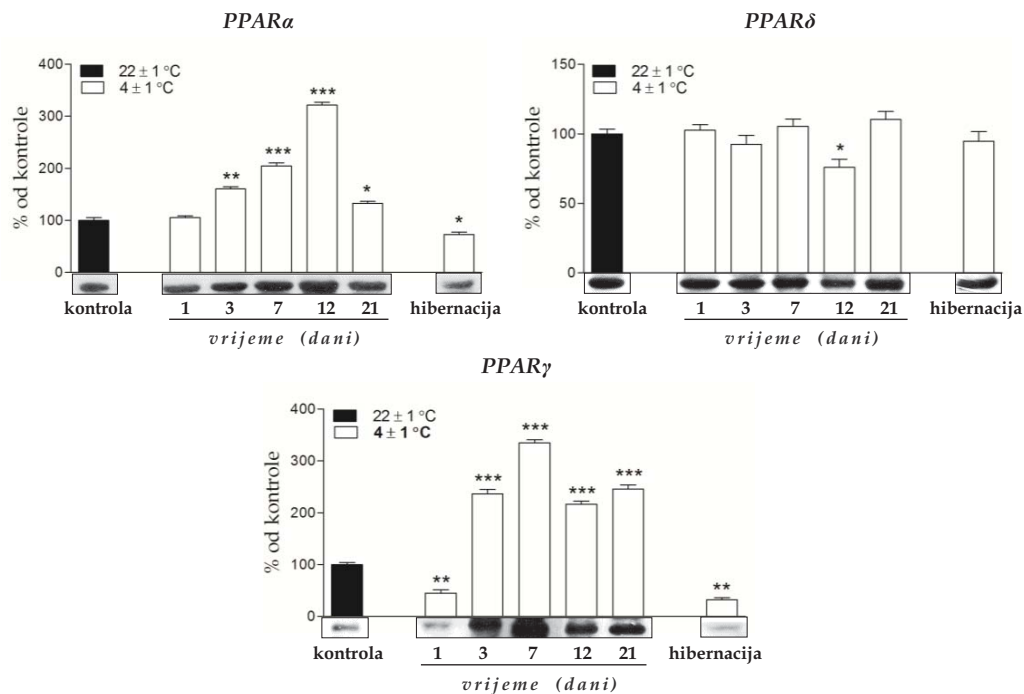 PPARα
% od kontrole
400
300
200
100
0
22 ± 1 °C
4 ± 1 °C
**
***
***
*
*
kontrola
1 3 7 12 21
hibernacija
vrijeme (dani)
PPARδ
% od kontrole
150
100
50
0
22 ± 1 °C
4 ± 1 °C
*
kontrola
1 3 7 12 21
hibernacija
vrijeme (dani)
PPARγ
% od kontrole
400
300
200
100
0
22 ± 1 °C
4 ± 1 °C
**
***
***
***
***
**
kontrola
1 3 7 12 21
hibernacija
vrijeme (dani)